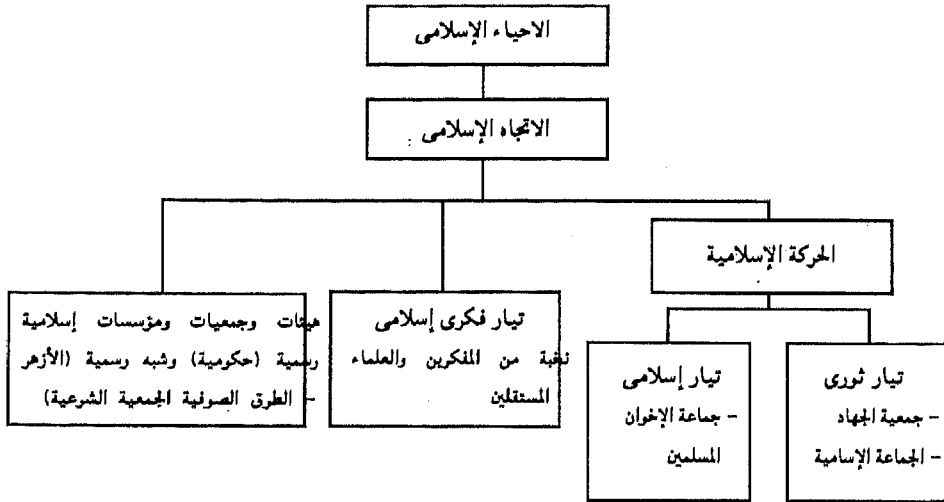 الاحياء الإسلامى
الاتجاه الإسلامى
الحركة الإسلامية
تيار ثورى
– جمعية الجهاد
– الجماعة الإسامية
تيار إسلامى
– جماعة الإخوان
المسلمين
تيار فكرى إسلامى
نخبة من المفكرين والعلماء
المستقلين
هيئات وجمعيات ومؤسسات إسلامية
رسمية (حكومية) وشبه رسمية (الأزهر
– الطرق الصوفية الجمعية الشرعية)